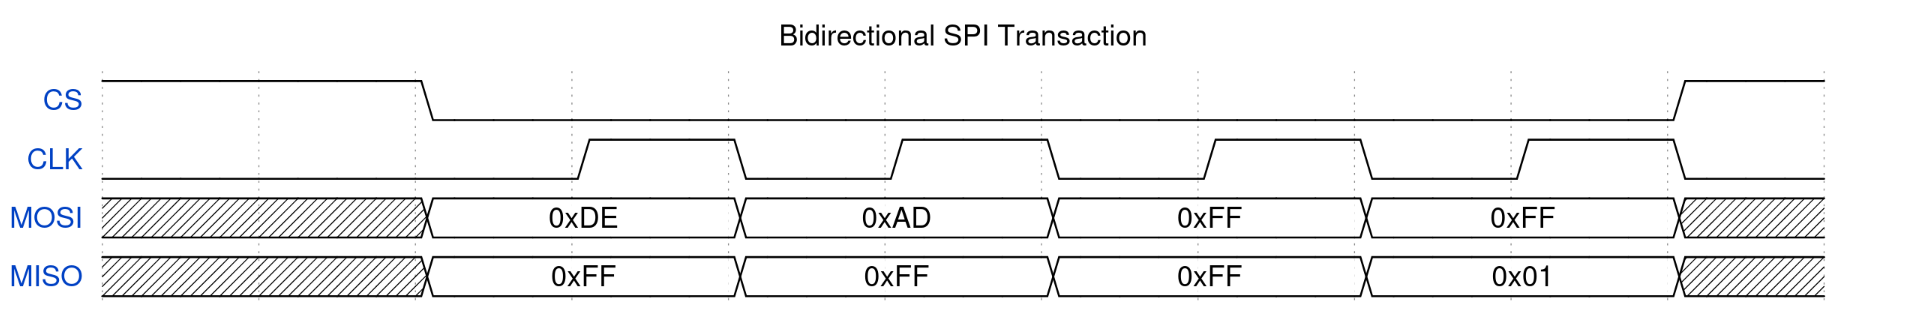 Bidirectional SPI Transaction
CS
CLK
MOSI 0xDE 0xAD 0xFF 0xFF
MISO 0xFF 0xFF 0xFF 0x01